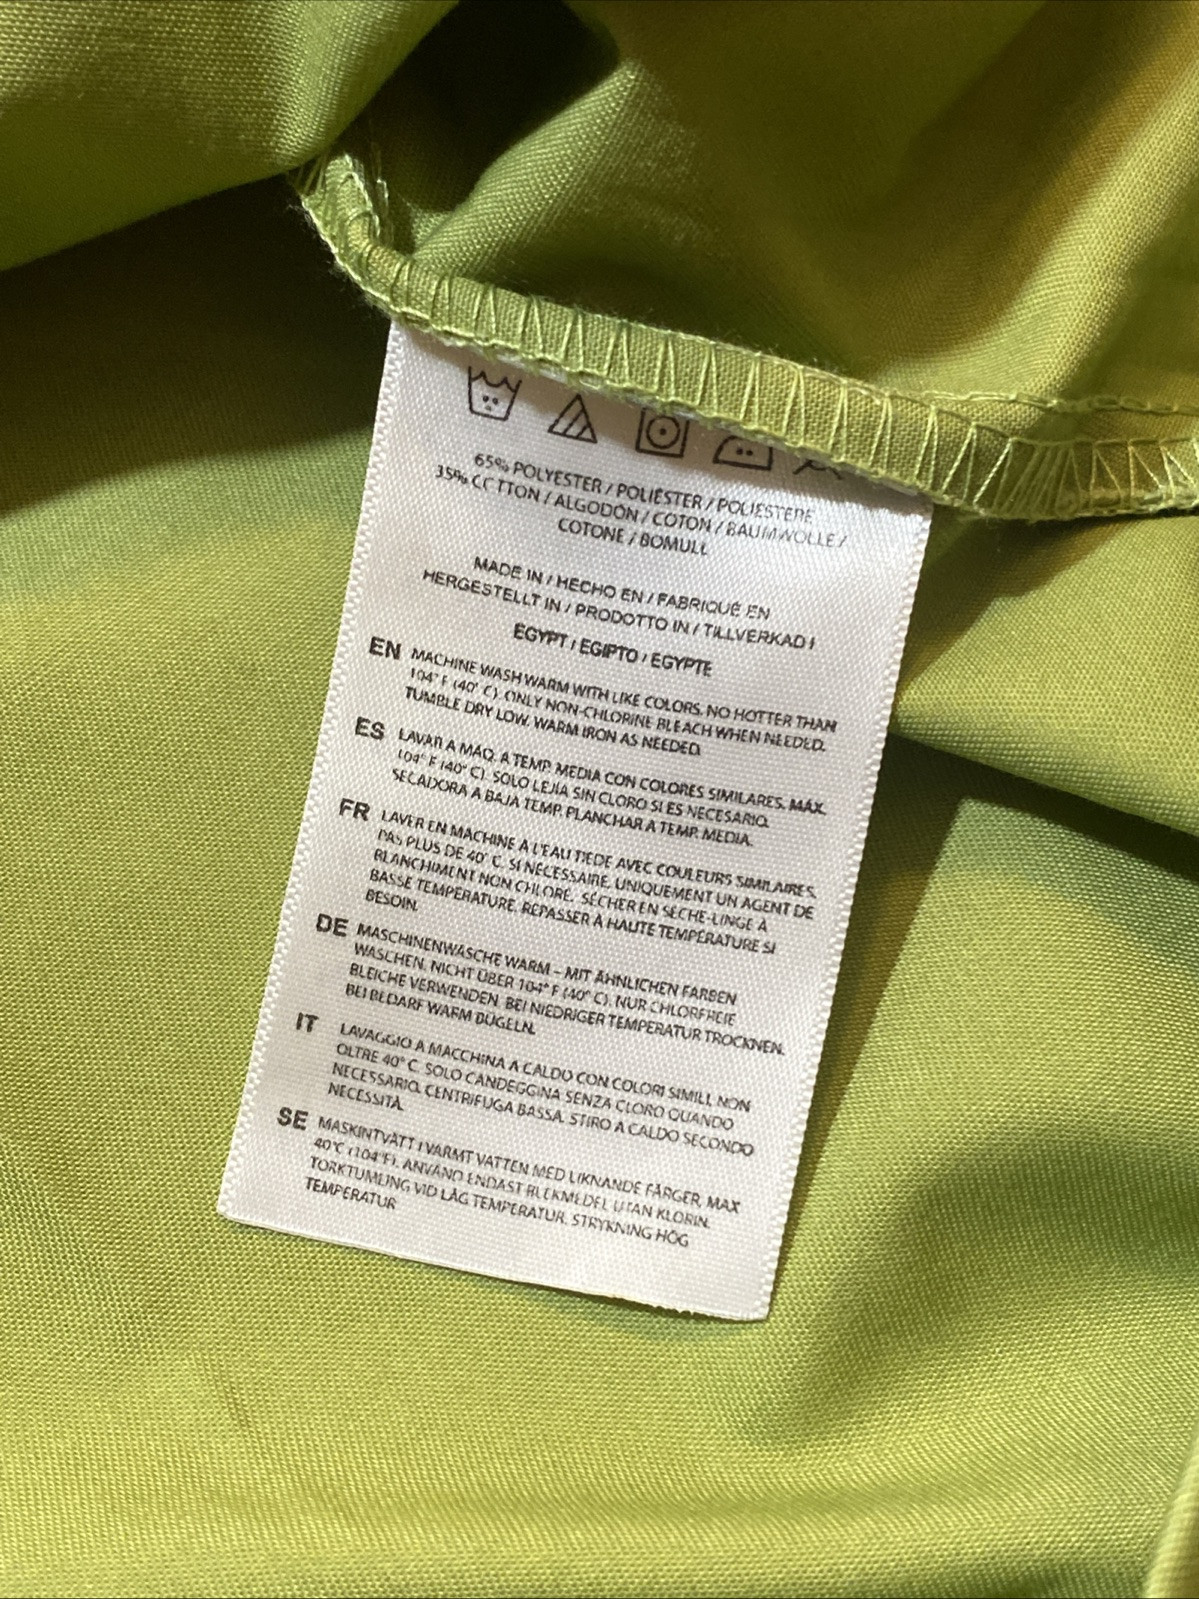 65% POLYESTER / POLIÉSTER / POLIESTERE
35% COTTON / ALGODÓN / COTON / BAUMWOLLE /
COTONE / BOMULL
MADE IN / HECHO EN / FABRIQUÉ EN
HERGESTELLT IN / PRODOTTO IN / TILLVERKAD I
EGYPT / EGIPTO / EGYPTE
EN MACHINE WASH WARM WITH LIKE COLORS. NO HOTTER THAN
104° F (40° C). ONLY NON-CHLORINE BLEACH WHEN NEEDED.
TUMBLE DRY LOW. WARM IRON AS NEEDED.
ES LAVAR A MAQ. A TEMP. MEDIA CON COLORES SIMILARES. MÁX.
104° F (40° C). SOLO LEJÍA SIN CLORO SI ES NECESARIO.
SECADORA A BAJA TEMP. PLANCHAR A TEMP. MEDIA.
FR LAVER EN MACHINE À L'EAU TIEDE AVEC COULEURS SIMILAIRES,
PAS PLUS DE 40° C. SI NÉCESSAIRE, UNIQUEMENT UN AGENT DE
BLANCHIMENT NON CHLORÉ. SÉCHER EN SÈCHE-LINGE À
BASSE TEMPÉRATURE. REPASSER À HAUTE TEMPÉRATURE SI
BESOIN.
DE MASCHINENWÄSCHE WARM – MIT ÄHNLICHEN FARBEN
WASCHEN. NICHT ÜBER 104° F (40° C). NUR CHLORFREIE
BLEICHE VERWENDEN. BEI NIEDRIGER TEMPERATUR TROCKNEN.
BEI BEDARF WARM BÜGELN.
IT LAVAGGIO A MACCHINA A CALDO CON COLORI SIMILI. NON
OLTRE 40° C. SOLO CANDEGGINA SENZA CLORO QUANDO
NECESSARIO. CENTRIFUGA BASSA. STIRO A CALDO SECONDO
NECESSITÀ.
SE MASKINTVÄTT I VARMT VATTEN MED LIKNANDE FÄRGER, MAX
40°C (104°F). ANVÄND ENDAST BLEKMEDEL UTAN KLORIN.
TORKTUMLING VID LÅG TEMPERATUR. STRYKNING HÖG
TEMPERATUR